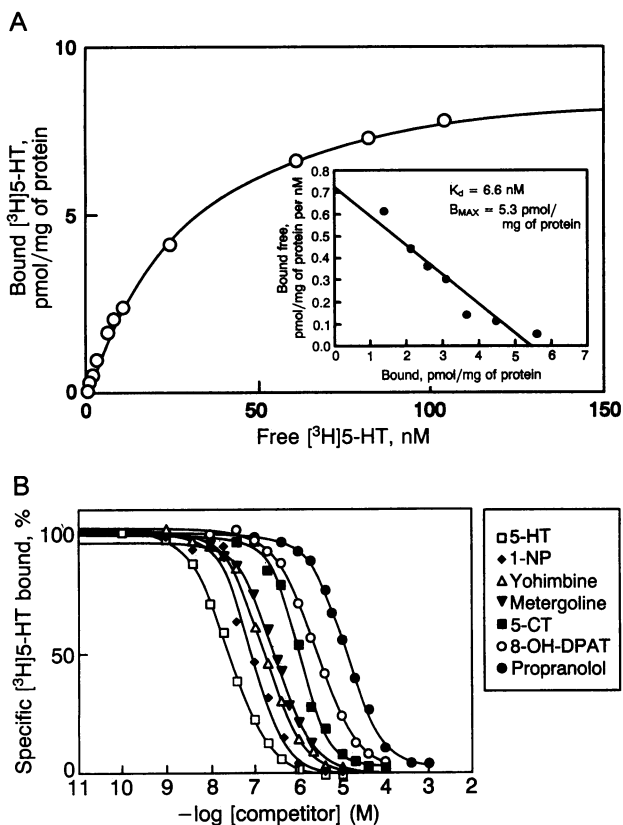 A
Bound [³H]5-HT,
pmol/mg of protein
10
5
0
0
50
100
150
Free [³H]5-HT, nM
Bound free,
pmol/mg of protein per nM
0.8
0.7
0.6
0.5
0.4
0.3
0.2
0.1
0.0
0
1
2
3
4
5
6
7
Bound, pmol/mg of protein
Kd = 6.6 nM
BMAX = 5.3 pmol/
mg of protein
B
Specific [³H]5-HT bound, %
100
50
0
11
10
9
8
7
6
5
4
3
2
−log [competitor] (M)
5-HT
1-NP
Yohimbine
Metergoline
5-CT
8-OH-DPAT
Propranolol